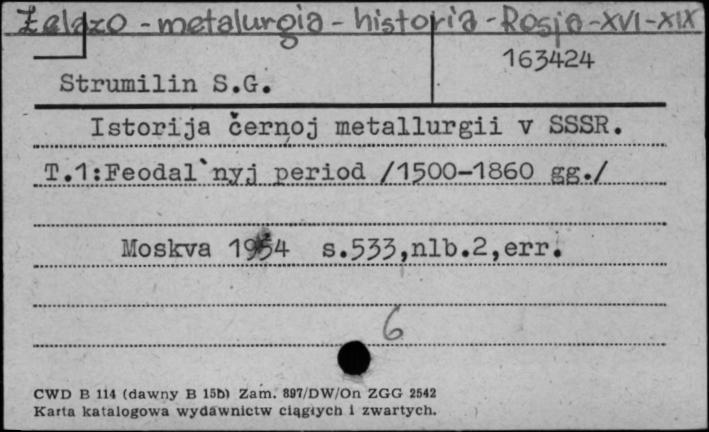 Żelazo - metalurgia - historia - Rosja - XVI - XIX
163424
Strumilin S.G.
Istorija černoj metallurgii v SSSR.
T.1:Feodal`nyj period /1500-1860 gg./
Moskva 1954 s.533,nlb.2,err.
6
CWD B 114 (dawny B 15b) Zam. 897/DW/On ZGG 2542
Karta katalogowa wydawnictw ciągłych i zwartych.